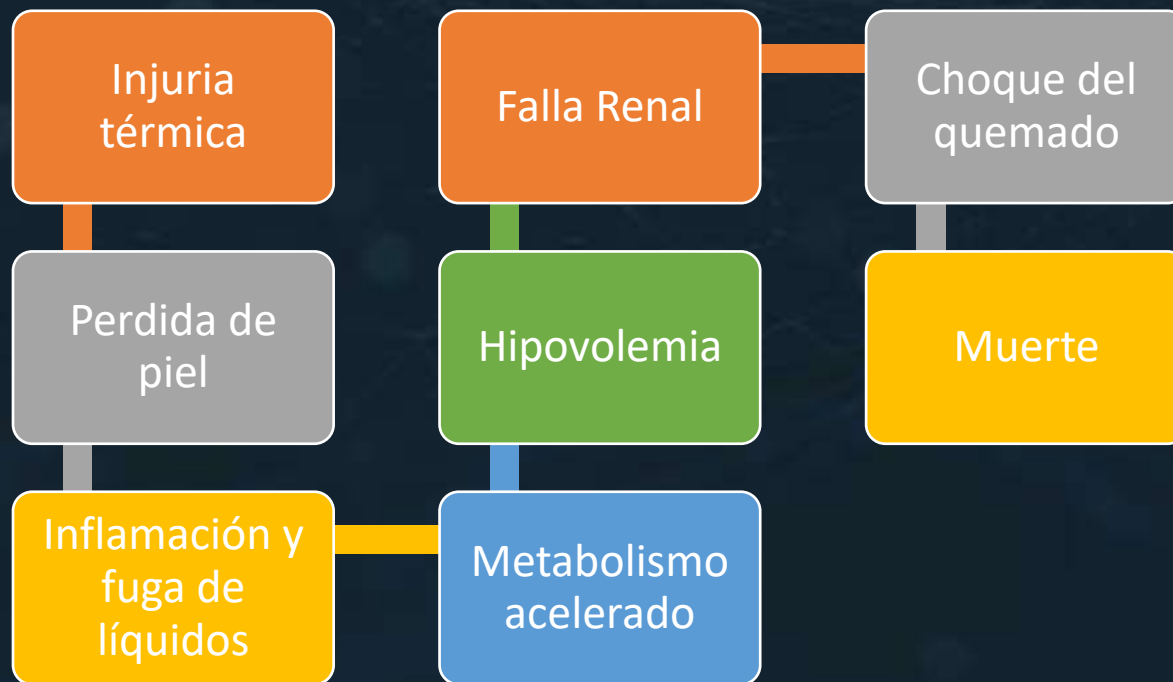 Injuria
térmica
Perdida de
piel
Inflamación y
fuga de
líquidos
Metabolismo
acelerado
Hipovolemia
Falla Renal
Choque del
quemado
Muerte